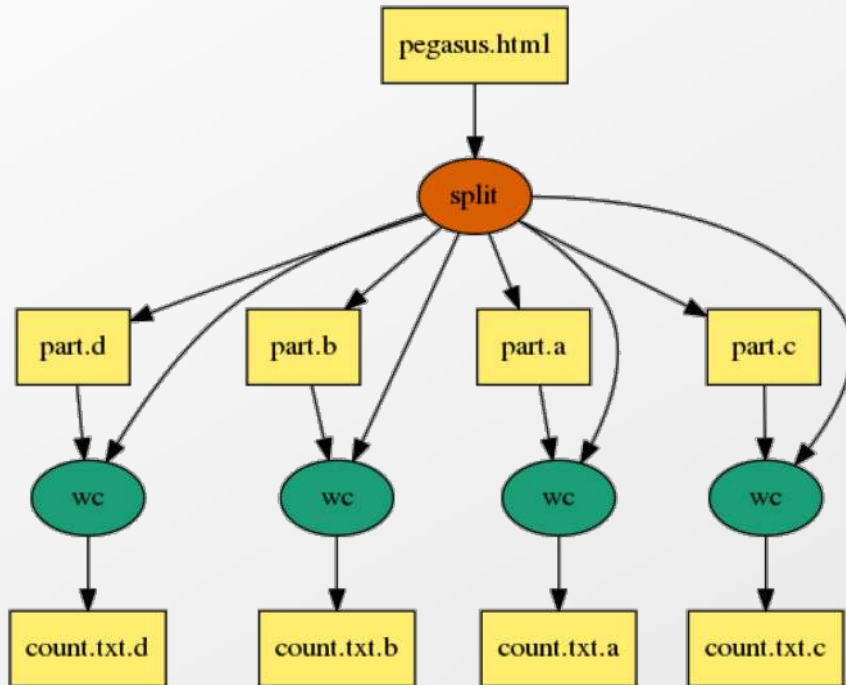 pegasus.html
split
part.d
part.b
part.a
part.c
wc
wc
wc
wc
count.txt.d
count.txt.b
count.txt.a
count.txt.c